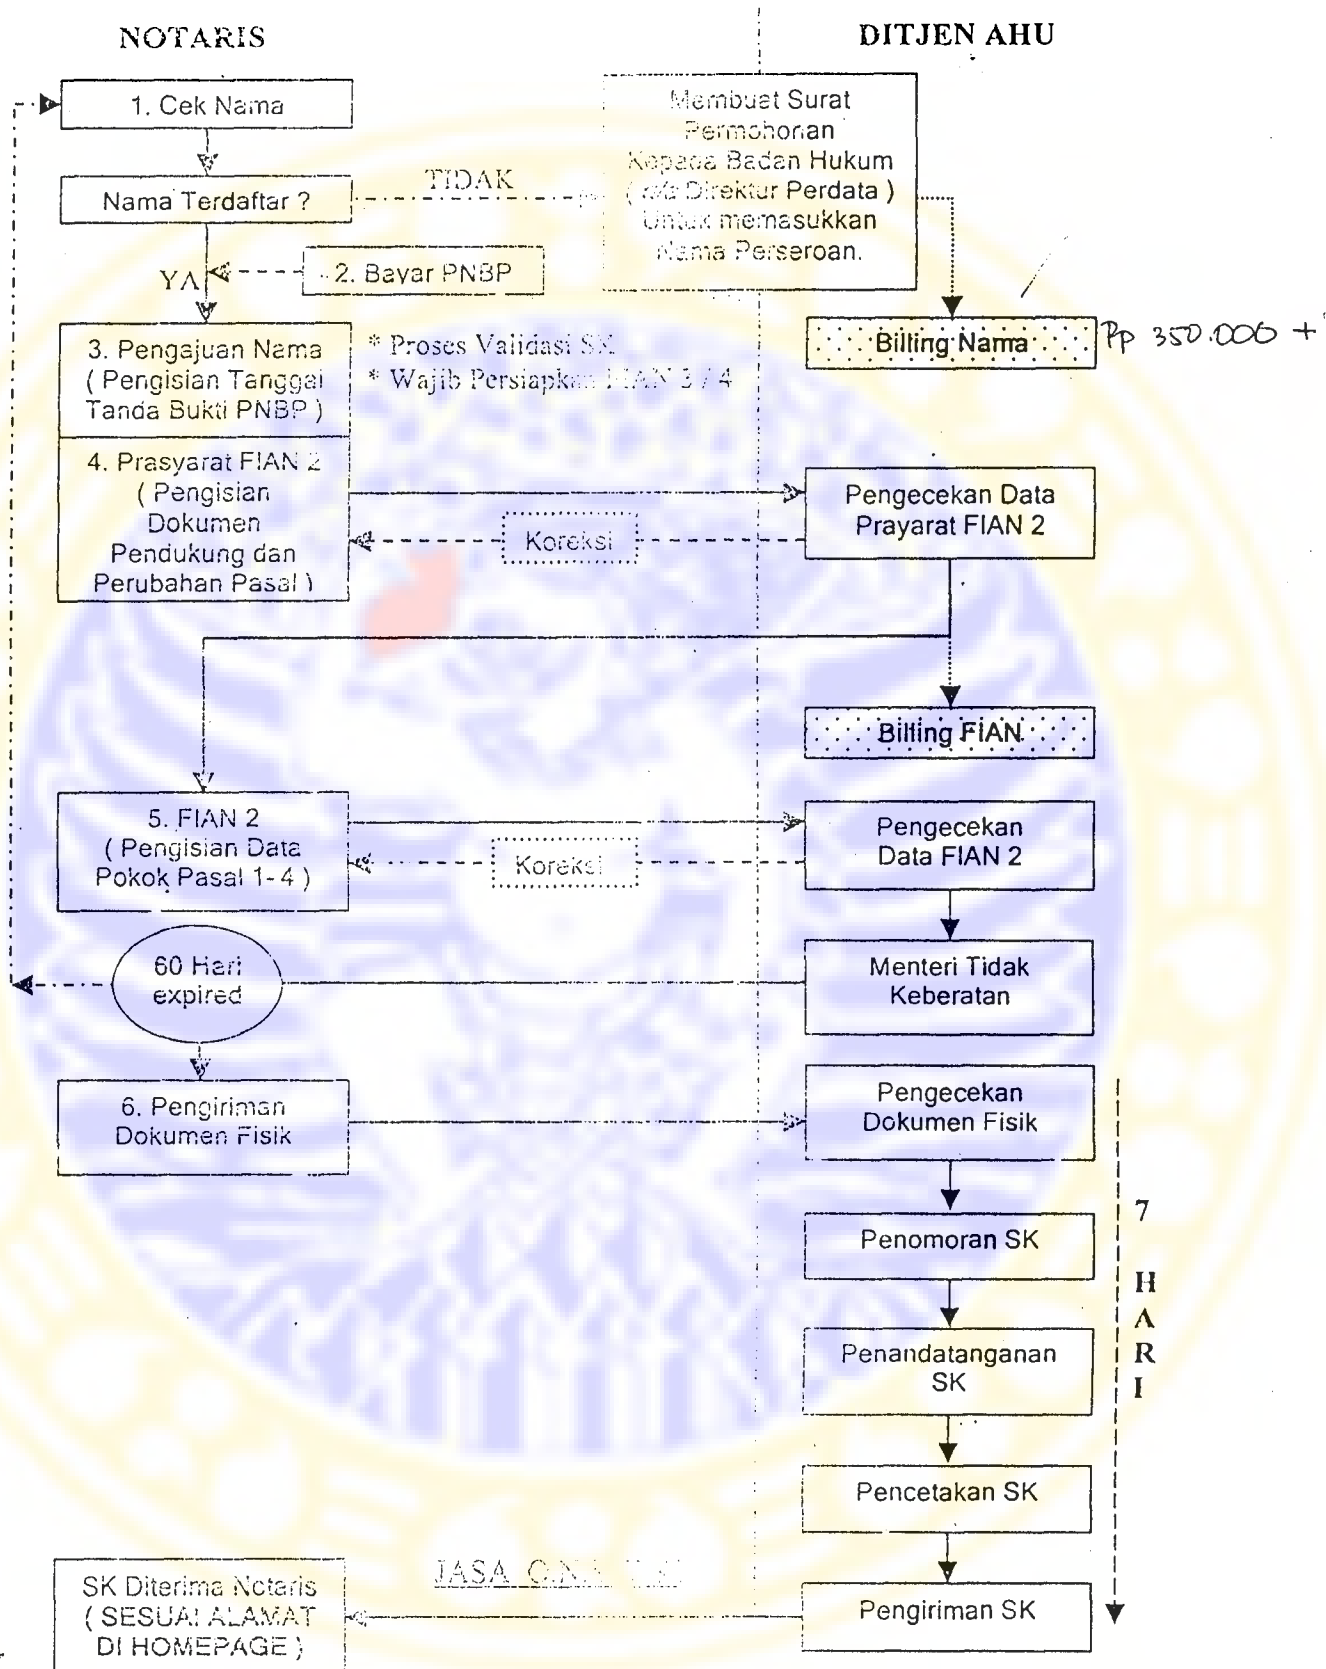 NOTARIS
DITJEN AHU
1. Cek Nama
Membuat Surat
Permohonan
Kepada Badan Hukum
( Direktur Perdata )
Untuk memasukkan
Nama Perseroan.
Nama Terdaftar ?
TIDAK
YA
2. Bayar PNBP
Billing Nama
Rp 350.000 +
3. Pengajuan Nama
( Pengisian Tanggal
Tanda Bukti PNBP )
* Proses Validasi SK
* Wajib Persiapkan FIAN 3 / 4
4. Prasyarat FIAN 2
( Pengisian
Dokumen
Pendukung dan
Perubahan Pasal )
Koreksi
Pengecekan Data
Prayarat FIAN 2
Billing FIAN
5. FIAN 2
( Pengisian Data
Pokok Pasal 1-4 )
Koreksi
Pengecekan
Data FIAN 2
60 Hari
expired
Menteri Tidak
Keberatan
6. Pengiriman
Dokumen Fisik
Pengecekan
Dokumen Fisik
7
H
A
R
I
Penomoran SK
Penandatanganan
SK
Pencetakan SK
Pengiriman SK
JASA
SK Diterima Notaris
( SESUAI ALAMAT
DI HOMEPAGE )